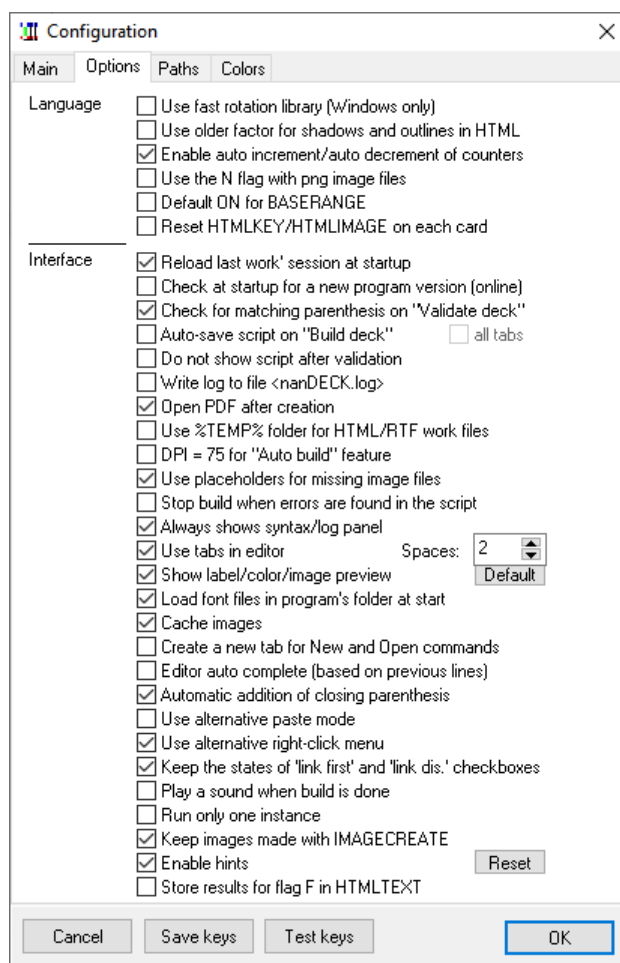 Configuration
Main Options Paths Colors
Language
Use fast rotation library (Windows only)
Use older factor for shadows and outlines in HTML
Enable auto increment/auto decrement of counters
Use the N flag with png image files
Default ON for BASERANGE
Reset HTMLKEY/HTMLIMAGE on each card
Interface
Reload last work' session at startup
Check at startup for a new program version (online)
Check for matching parenthesis on "Validate deck"
Auto-save script on "Build deck" all tabs
Do not show script after validation
Write log to file <nanDECK.log>
Open PDF after creation
Use %TEMP% folder for HTML/RTF work files
DPI = 75 for "Auto build" feature
Use placeholders for missing image files
Stop build when errors are found in the script
Always shows syntax/log panel
Use tabs in editor Spaces: 2
Show label/color/image preview Default
Load font files in program's folder at start
Cache images
Create a new tab for New and Open commands
Editor auto complete (based on previous lines)
Automatic addition of closing parenthesis
Use alternative paste mode
Use alternative right-click menu
Keep the states of 'link first' and 'link dis.' checkboxes
Play a sound when build is done
Run only one instance
Keep images made with IMAGECREATE
Enable hints Reset
Store results for flag F in HTMLTEXT
Cancel Save keys Test keys OK